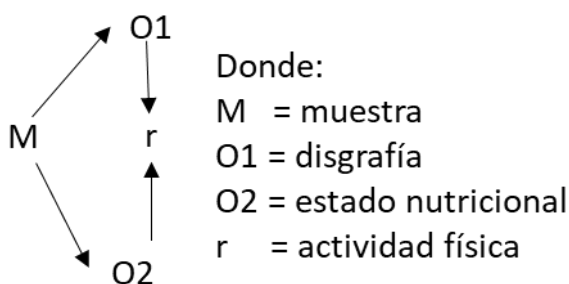 O1
M
r
O2
Donde:
M = muestra
O1 = disgrafía
O2 = estado nutricional
r = actividad física